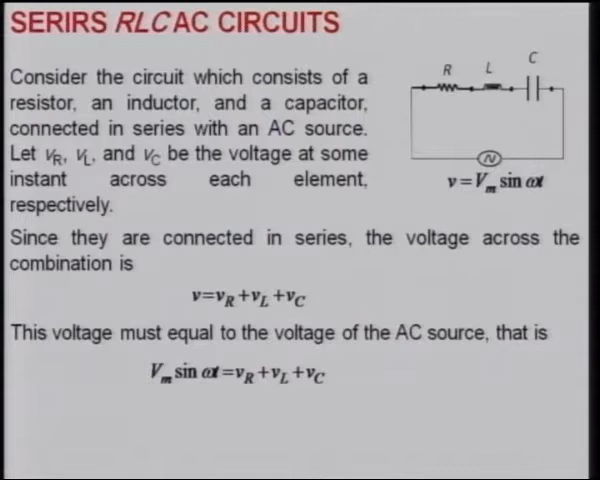 SERIRS RLC AC CIRCUITS
Consider the circuit which consists of a
resistor, an inductor, and a capacitor,
connected in series with an AC source.
Let vR, vL, and vC be the voltage at some
instant across each element,
respectively.
R L C
v=Vm sin ωt
Since they are connected in series, the voltage across the
combination is
v=vR+vL+vC
This voltage must equal to the voltage of the AC source, that is
Vm sin ωt=vR+vL+vC